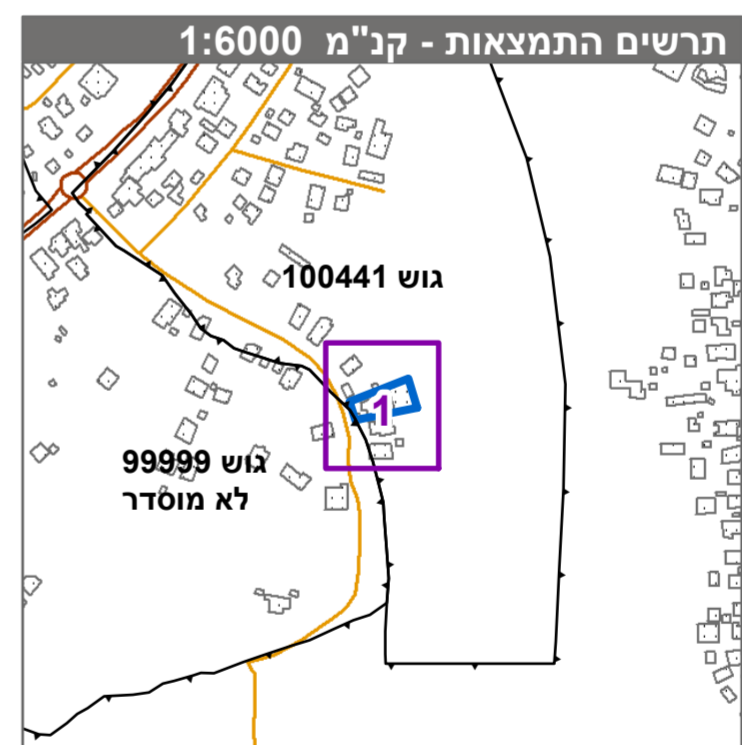 תרשים התמצאות - קנ"מ 1:6000
גוש 100441
1
גוש 99999
לא מוסדר